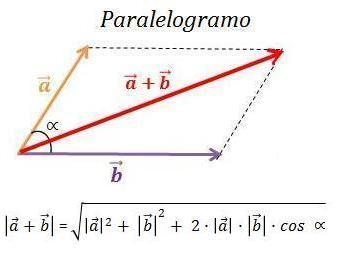 Paralelogramo
a⃗
a⃗ + b⃗
∝
b⃗
|a⃗ + b⃗| = √(|a⃗|² + |b⃗|² + 2 · |a⃗| · |b⃗| · cos ∝)